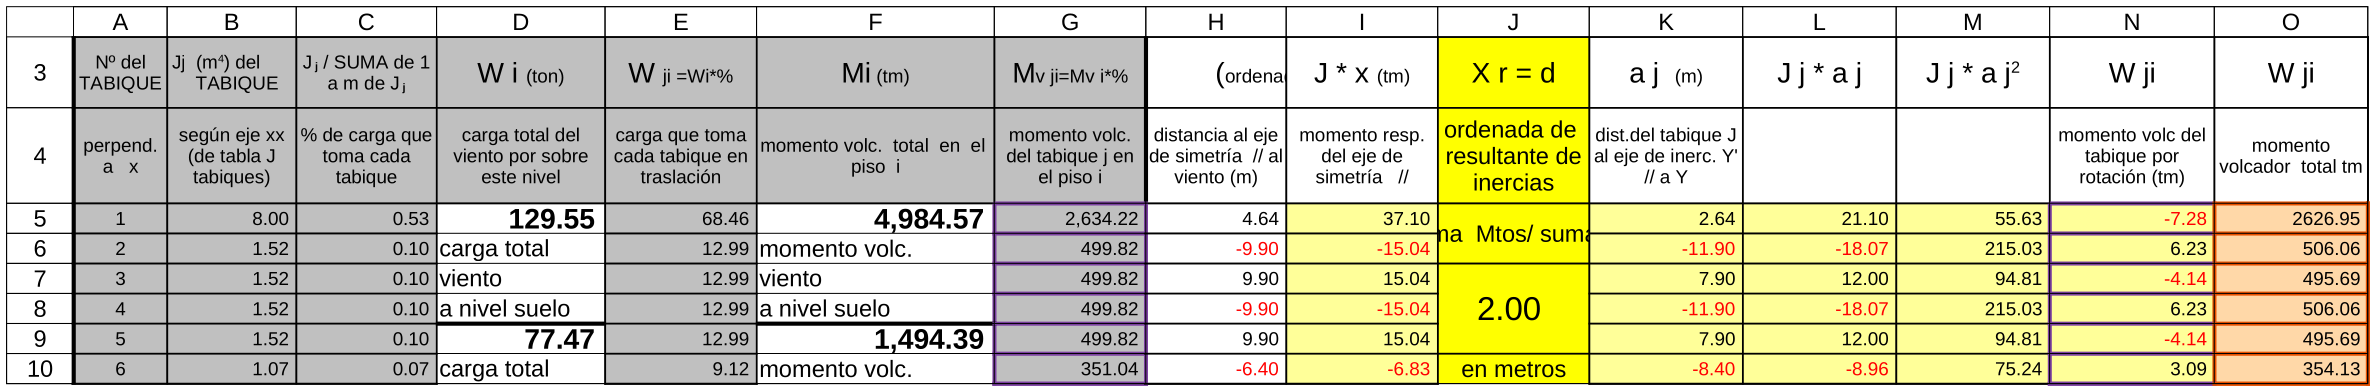 A B C D E F G H I J K L M N O
3 Nº del TABIQUE Jj (m⁴) del TABIQUE J j / SUMA de 1 a m de J j W i (ton) W ji =Wi*% Mi (tm) Mv ji=Mv i*% (ordena J * x (tm) X r = d a j (m) J j * a j J j * a j² W ji W ji
4 perpend. a x según eje xx (de tabla J tabiques) % de carga que toma cada tabique carga total del viento por sobre este nivel carga que toma cada tabique en traslación momento volc. total en el piso i momento volc. del tabique j en el piso i distancia al eje de simetría // al viento (m) momento resp. del eje de simetría // ordenada de resultante de inercias dist.del tabique J al eje de inerc. Y' // a Y momento volc del tabique por rotación (tm) momento volcador total tm
5 1 8.00 0.53 129.55 68.46 4,984.57 2,634.22 4.64 37.10 ma Mtos/ suma 2.64 21.10 55.63 -7.28 2626.95
6 2 1.52 0.10 carga total 12.99 momento volc. 499.82 -9.90 -15.04 -11.90 -18.07 215.03 6.23 506.06
7 3 1.52 0.10 viento 12.99 viento 499.82 9.90 15.04 2.00 7.90 12.00 94.81 -4.14 495.69
8 4 1.52 0.10 a nivel suelo 12.99 a nivel suelo 499.82 -9.90 -15.04 -11.90 -18.07 215.03 6.23 506.06
9 5 1.52 0.10 77.47 12.99 1,494.39 499.82 9.90 15.04 7.90 12.00 94.81 -4.14 495.69
10 6 1.07 0.07 carga total 9.12 momento volc. 351.04 -6.40 -6.83 en metros -8.40 -8.96 75.24 3.09 354.13